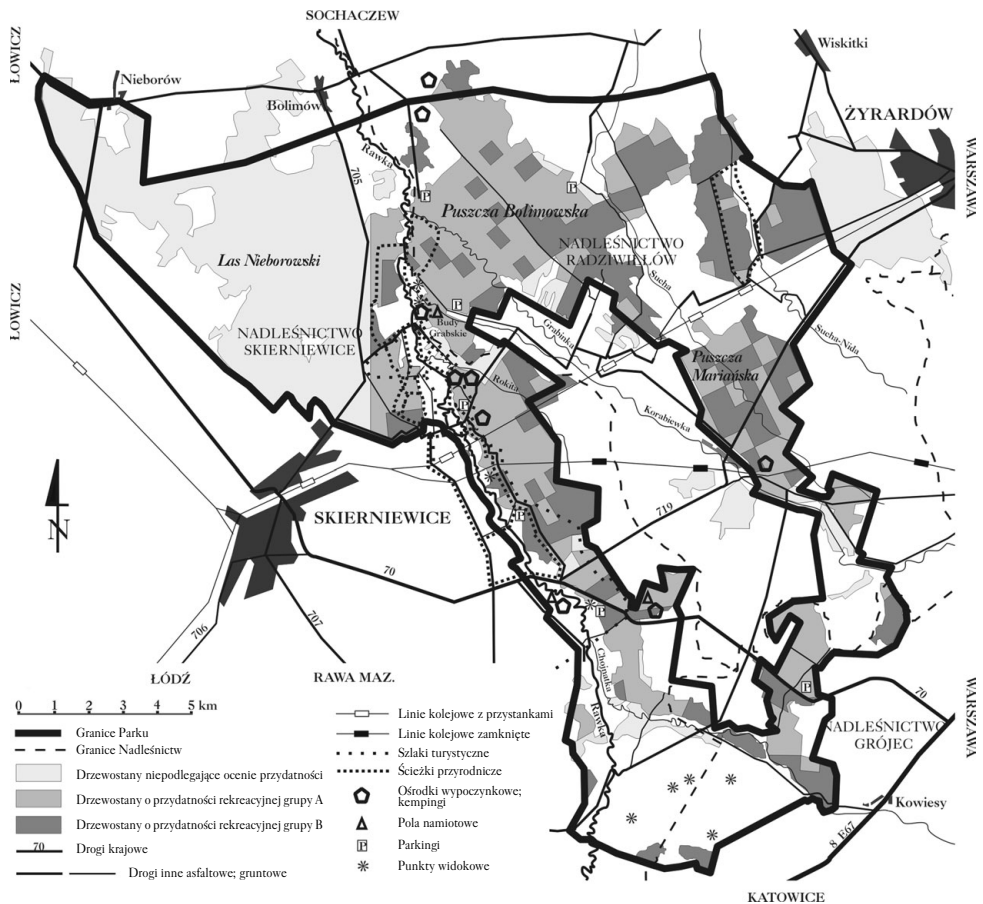 SOCHACZEW
ŁOWICZ
Nieborów
Bolimów
Wiskitki
ŻYRARDÓW
WARSZAWA
Rawka
705
P
Puszcza Bolimowska
NADLEŚNICTWO
RADZIWIŁŁÓW
Las Nieborowski
Sucha
ŁOWICZ
NADLEŚNICTWO
SKIERNIEWICE
P
Budy
Grabskie
Grabinka
Sucha-Nida
Puszcza
Mariańska
Rokita
P
Korabiewka
N
SKIERNIEWICE
P
719
70
P
706
707
Chojnatka
Rawka
P
70
WARSZAWA
ŁÓDŹ
RAWA MAZ.
NADLEŚNICTWO
GRÓJEC
Kowiesy
8 E67
KATOWICE
0 1 2 3 4 5 km
Granice Parku
Granice Nadleśnictw
Drzewostany niepodlegające ocenie przydatności
Drzewostany o przydatności rekreacyjnej grupy A
Drzewostany o przydatności rekreacyjnej grupy B
70 Drogi krajowe
Drogi inne asfaltowe; gruntowe
Linie kolejowe z przystankami
Linie kolejowe zamknięte
Szlaki turystyczne
Ścieżki przyrodnicze
Ośrodki wypoczynkowe;
kempingi
Pola namiotowe
P Parkingi
Punkty widokowe